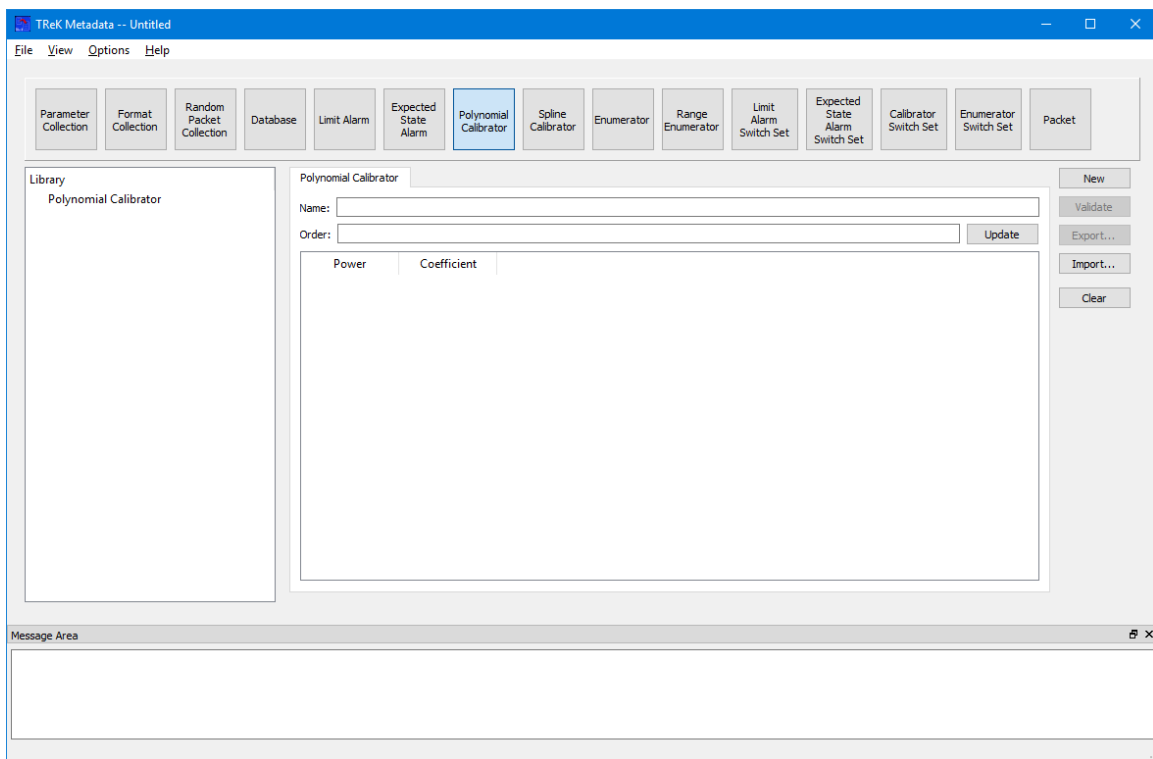 TReK Metadata -- Untitled
File View Options Help
Parameter Collection
Format Collection
Random Packet Collection
Database
Limit Alarm
Expected State Alarm
Polynomial Calibrator
Spline Calibrator
Enumerator
Range Enumerator
Limit Alarm Switch Set
Expected State Alarm Switch Set
Calibrator Switch Set
Enumerator Switch Set
Packet
Library
Polynomial Calibrator
Polynomial Calibrator
Name:
Order:
Update
Power Coefficient
New
Validate
Export...
Import...
Clear
Message Area